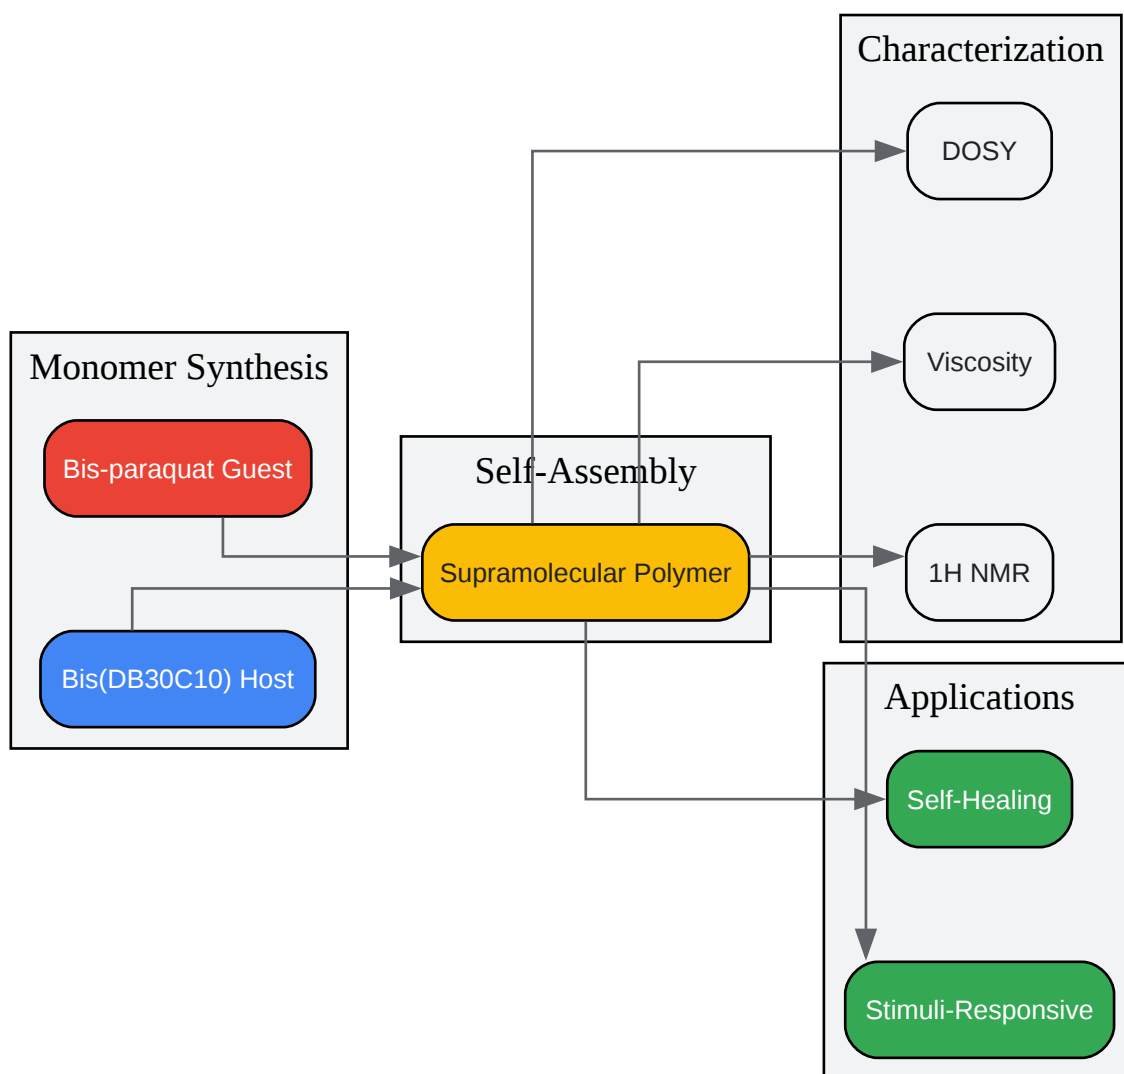 Monomer Synthesis
Bis-paraquat Guest
Bis(DB30C10) Host
Self-Assembly
Supramolecular Polymer
Characterization
DOSY
Viscosity
1H NMR
Applications
Self-Healing
Stimuli-Responsive